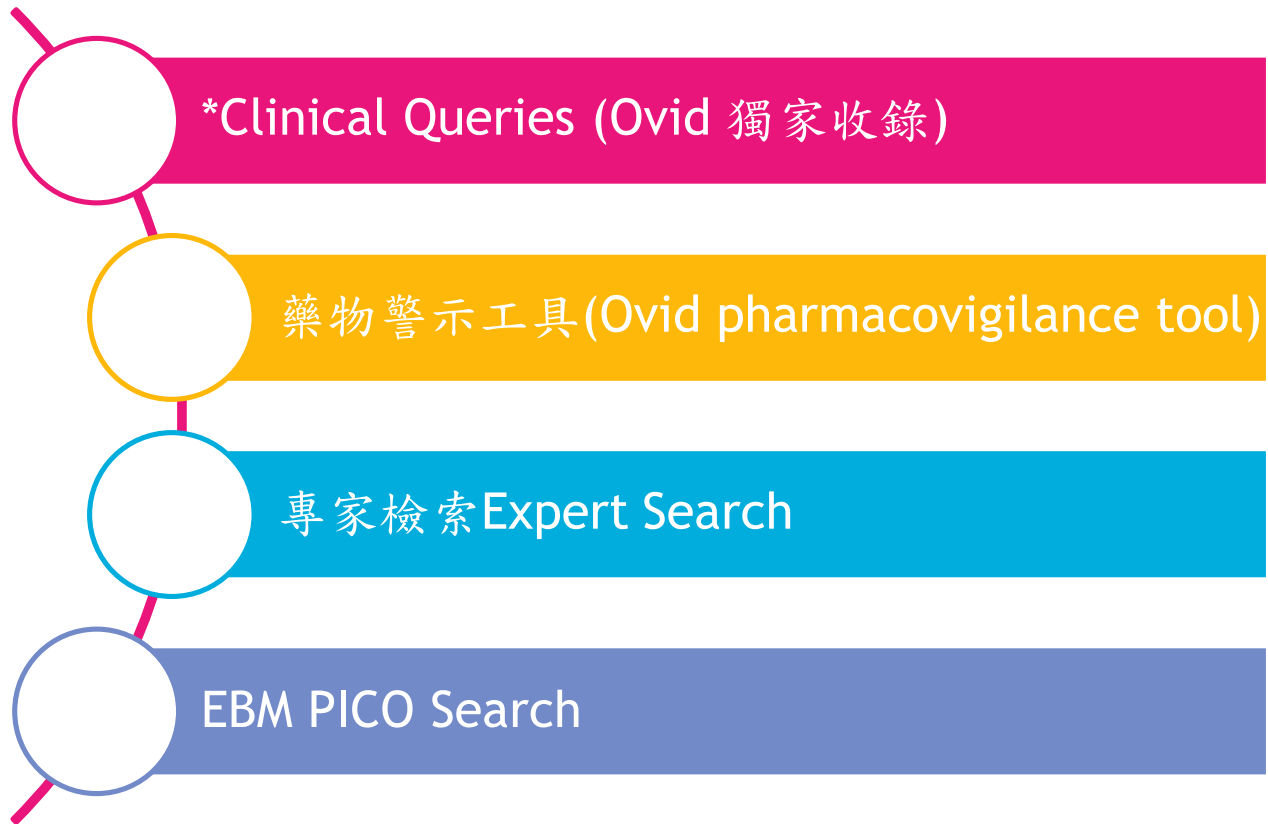 *Clinical Queries (Ovid 獨家收錄)
藥物警示工具(Ovid pharmacovigilance tool)
專家檢索Expert Search
EBM PICO Search